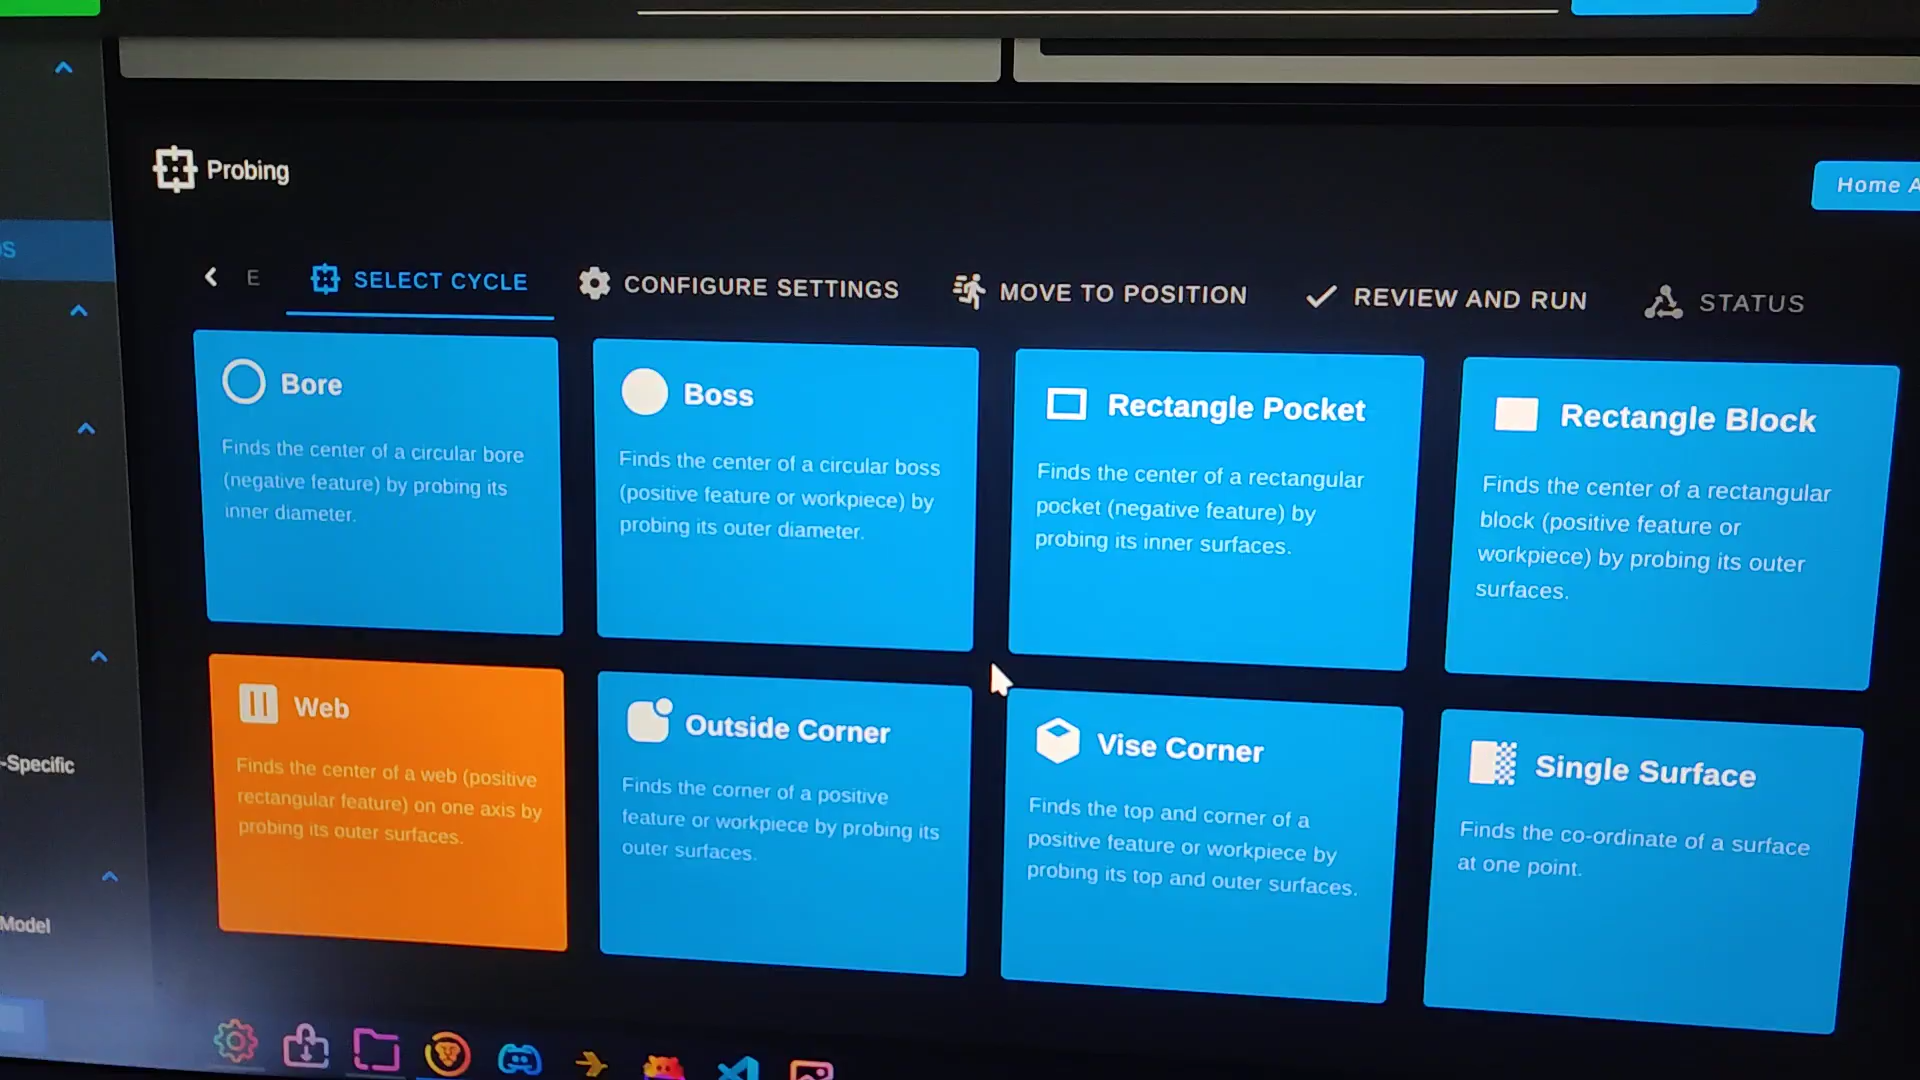 Probing
Home A
S
E
SELECT CYCLE
CONFIGURE SETTINGS
MOVE TO POSITION
REVIEW AND RUN
STATUS
Bore
Finds the center of a circular bore
(negative feature) by probing its
inner diameter.
Boss
Finds the center of a circular boss
(positive feature or workpiece) by
probing its outer diameter.
Rectangle Pocket
Finds the center of a rectangular
pocket (negative feature) by
probing its inner surfaces.
Rectangle Block
Finds the center of a rectangular
block (positive feature or
workpiece) by probing its outer
surfaces.
Web
Finds the center of a web (positive
rectangular feature) on one axis by
probing its outer surfaces.
Outside Corner
Finds the corner of a positive
feature or workpiece by probing its
outer surfaces.
Vise Corner
Finds the top and corner of a
positive feature or workpiece by
probing its top and outer surfaces.
Single Surface
Finds the co-ordinate of a surface
at one point.
-Specific
Model